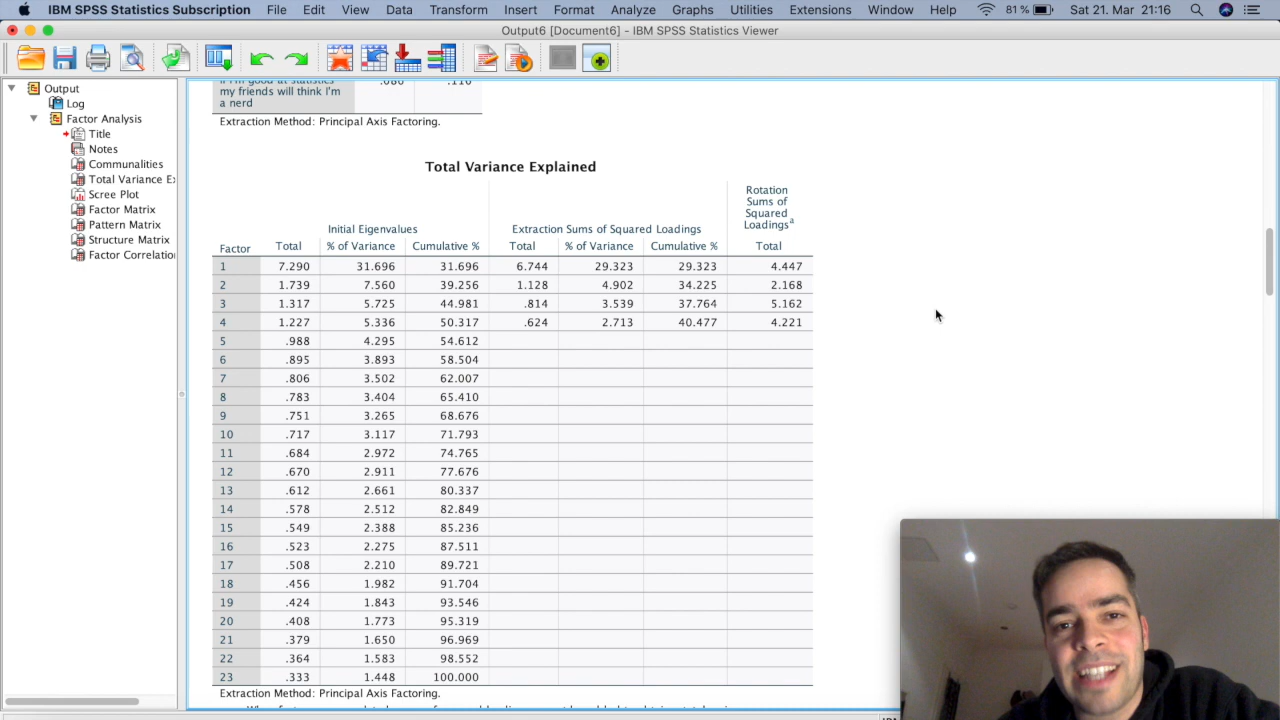 IBM SPSS Statistics Subscription File Edit View Data Transform Insert Format Analyze Graphs Utilities Extensions Window Help 81% Sat 21. Mar 21:16
Output6 [Document6] - IBM SPSS Statistics Viewer
Output
Log
Factor Analysis
Title
Notes
Communalities
Total Variance Ex
Scree Plot
Factor Matrix
Pattern Matrix
Structure Matrix
Factor Correlatio
if I'm good at statistics .080 .116
my friends will think I'm
a nerd
Extraction Method: Principal Axis Factoring.
Total Variance Explained
Rotation
Sums of
Squared
Loadings a
Initial Eigenvalues Extraction Sums of Squared Loadings
Factor Total % of Variance Cumulative % Total % of Variance Cumulative % Total
1 7.290 31.696 31.696 6.744 29.323 29.323 4.447
2 1.739 7.560 39.256 1.128 4.902 34.225 2.168
3 1.317 5.725 44.981 .814 3.539 37.764 5.162
4 1.227 5.336 50.317 .624 2.713 40.477 4.221
5 .988 4.295 54.612
6 .895 3.893 58.504
7 .806 3.502 62.007
8 .783 3.404 65.410
9 .751 3.265 68.676
10 .717 3.117 71.793
11 .684 2.972 74.765
12 .670 2.911 77.676
13 .612 2.661 80.337
14 .578 2.512 82.849
15 .549 2.388 85.236
16 .523 2.275 87.511
17 .508 2.210 89.721
18 .456 1.982 91.704
19 .424 1.843 93.546
20 .408 1.773 95.319
21 .379 1.650 96.969
22 .364 1.583 98.552
23 .333 1.448 100.000
Extraction Method: Principal Axis Factoring.